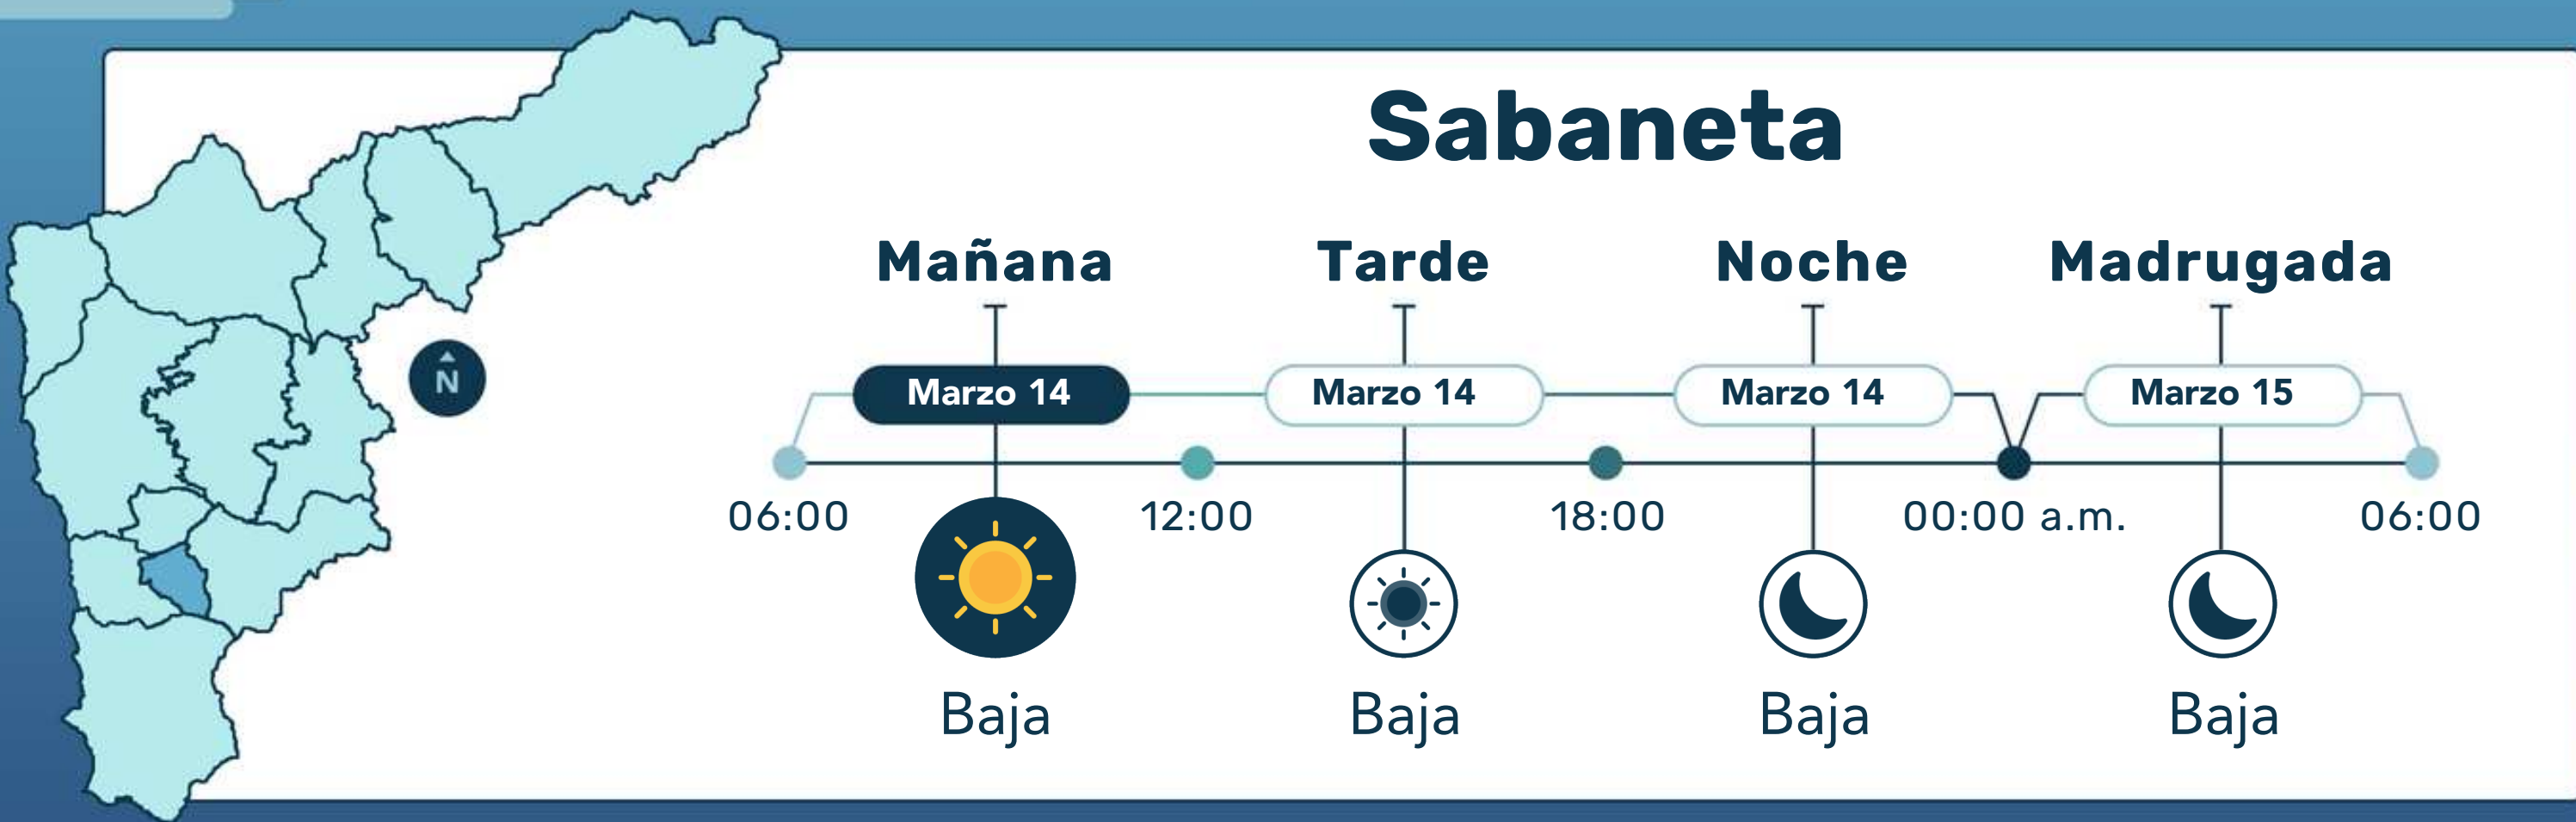 Sabaneta
Mañana Tarde Noche Madrugada
Marzo 14 Marzo 14 Marzo 14 Marzo 15
N
06:00 12:00 18:00 00:00 a.m. 06:00
Baja Baja Baja Baja